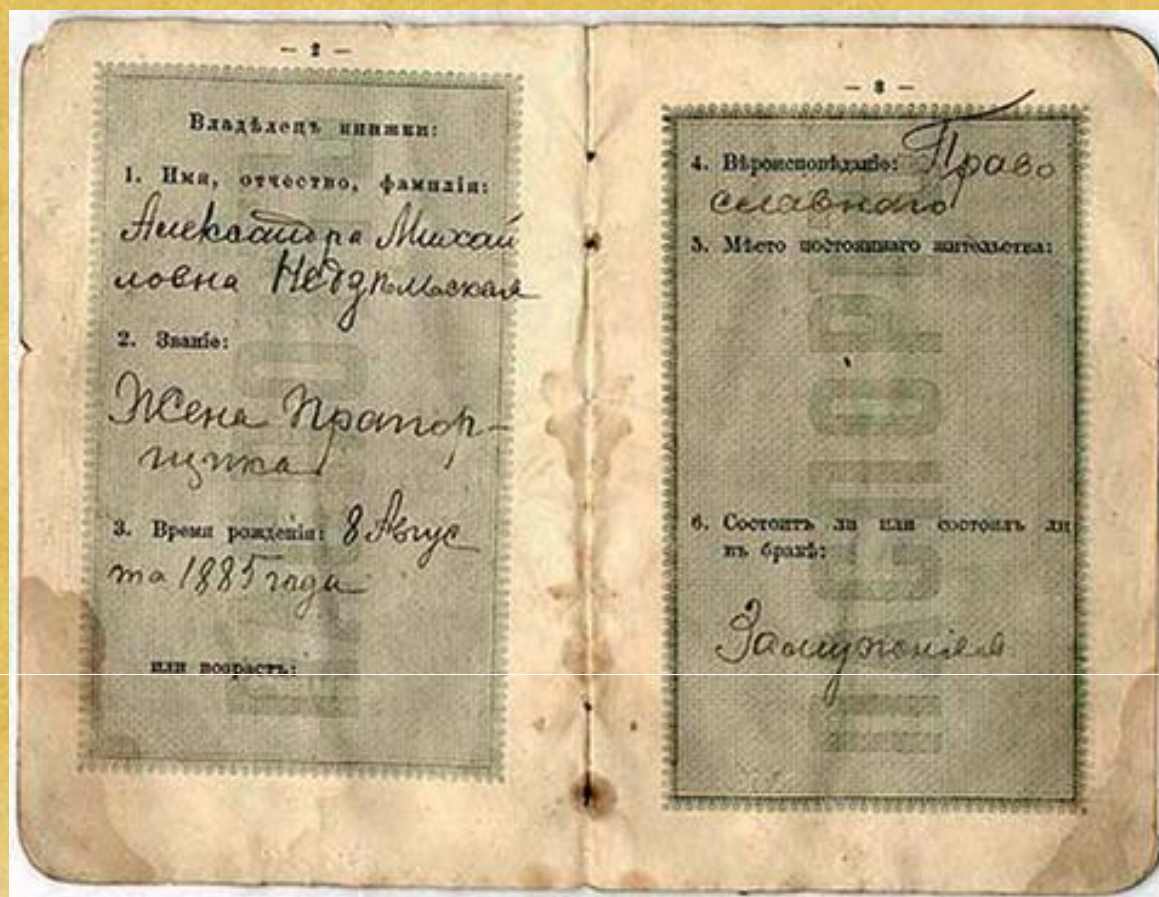 — 2 —
Владѣлецъ книжки:
1. Имя, отчество, фамилія:
Александра Михай
ловна
2. Званіе:
Жена Прапор-
щика
3. Время рожденія: 8 Авгус
та 1885 года
или возрастъ:
— 3 —
4. Вѣроисповѣданіе: Право
славнаго
5. Мѣсто постояннаго жительства:
6. Состоитъ ли или состоялъ ли
въ бракѣ:
Замужняя